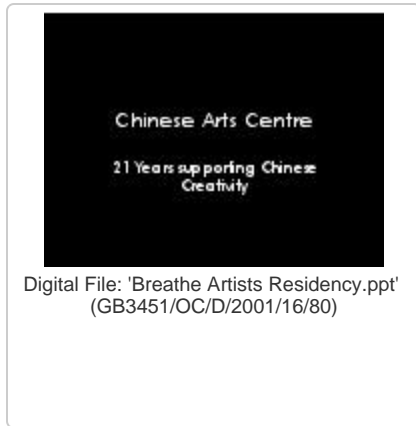 Chinese Arts Centre
21 Years supporting Chinese
Creativity
Digital File: 'Breathe Artists Residency.ppt'
(GB3451/OC/D/2001/16/80)